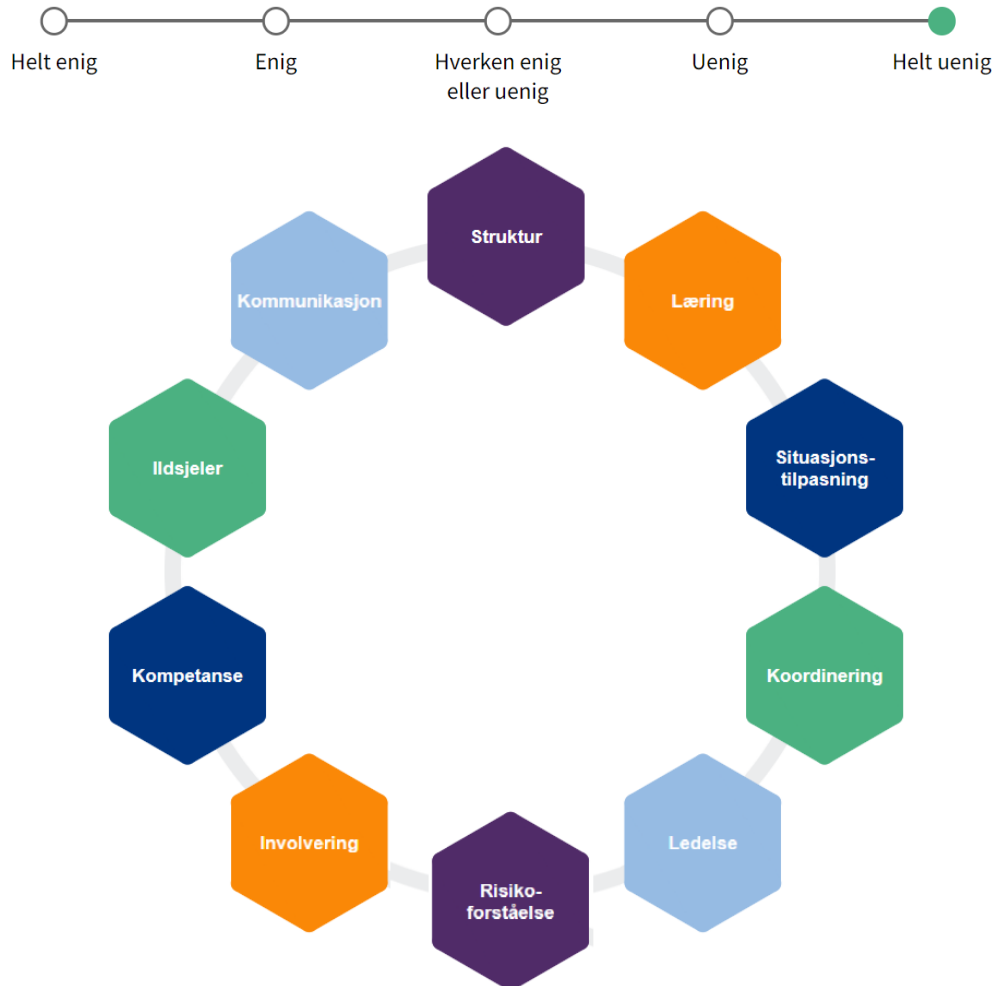 Helt enig
Enig
Hverken enig
eller uenig
Uenig
Helt uenig
Struktur
Kommunikasjon
Læring
Ildsjeler
Situasjons-
tilpasning
Kompetanse
Koordinering
Involvering
Ledelse
Risiko-
forståelse